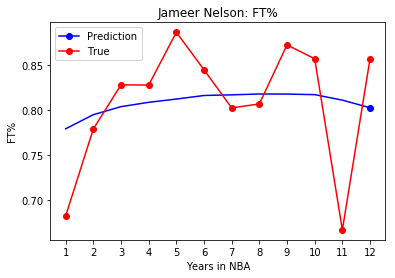 Jameer Nelson: FT%
Prediction
True
0.85
0.80
0.75
0.70
FT%
1 2 3 4 5 6 7 8 9 10 11 12
Years in NBA